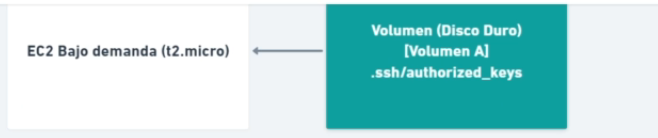 EC2 Bajo demanda (t2.micro)
Volumen (Disco Duro)
[Volumen A]
.ssh/authorized_keys